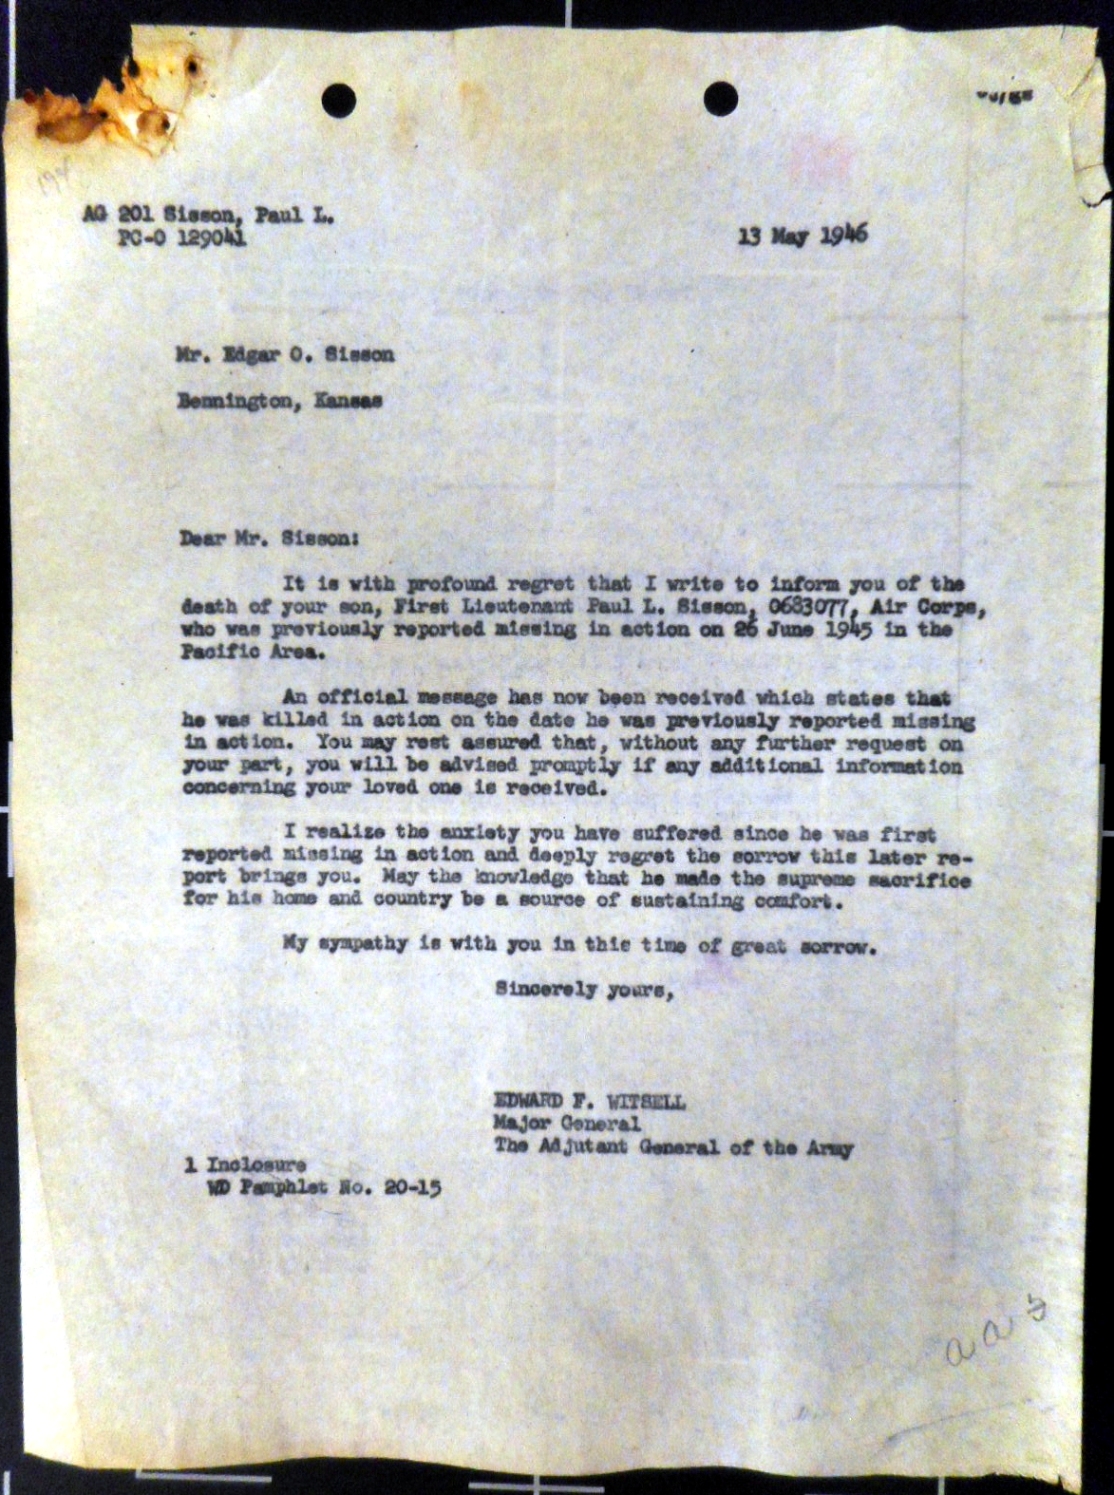 AG 201 Sisson, Paul L.
PC-O 129041
13 May 1946
Mr. Edgar O. Sisson
Bennington, Kansas
Dear Mr. Sisson:
It is with profound regret that I write to inform you of the
death of your son, First Lieutenant Paul L. Sisson, 0683077, Air Corps,
who was previously reported missing in action on 26 June 1945 in the
Pacific Area.
An official message has now been received which states that
he was killed in action on the date he was previously reported missing
in action. You may rest assured that, without any further request on
your part, you will be advised promptly if any additional information
concerning your loved one is received.
I realize the anxiety you have suffered since he was first
reported missing in action and deeply regret the sorrow this later re-
port brings you. May the knowledge that he made the supreme sacrifice
for his home and country be a source of sustaining comfort.
My sympathy is with you in this time of great sorrow.
Sincerely yours,
EDWARD F. WITSELL
Major General
The Adjutant General of the Army
1 Inclosure
WD Pamphlet No. 20-15